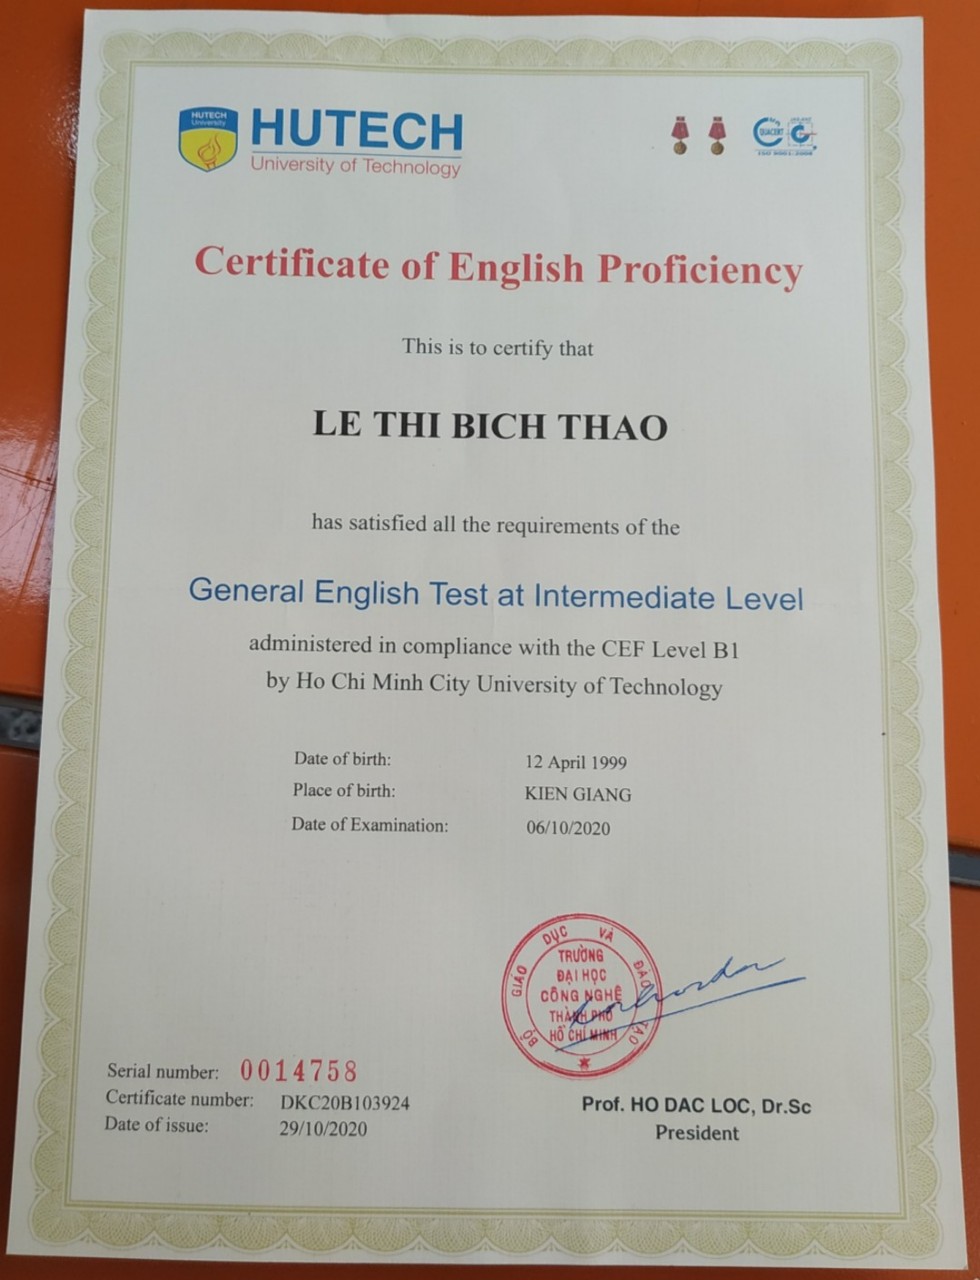 HUTECH
University
HUTECH
University of Technology
QUACERT
ISO 9001:2008
Certificate of English Proficiency
This is to certify that
LE THI BICH THAO
has satisfied all the requirements of the
General English Test at Intermediate Level
administered in compliance with the CEF Level B1
by Ho Chi Minh City University of Technology
Date of birth: 12 April 1999
Place of birth: KIEN GIANG
Date of Examination: 06/10/2020
BỘ GIÁO DỤC VÀ ĐÀO TẠO
TRƯỜNG
ĐẠI HỌC
CÔNG NGHỆ
THÀNH PHỐ
HỒ CHÍ MINH
Serial number: 0014758
Certificate number: DKC20B103924
Date of issue: 29/10/2020
Prof. HO DAC LOC, Dr.Sc
President